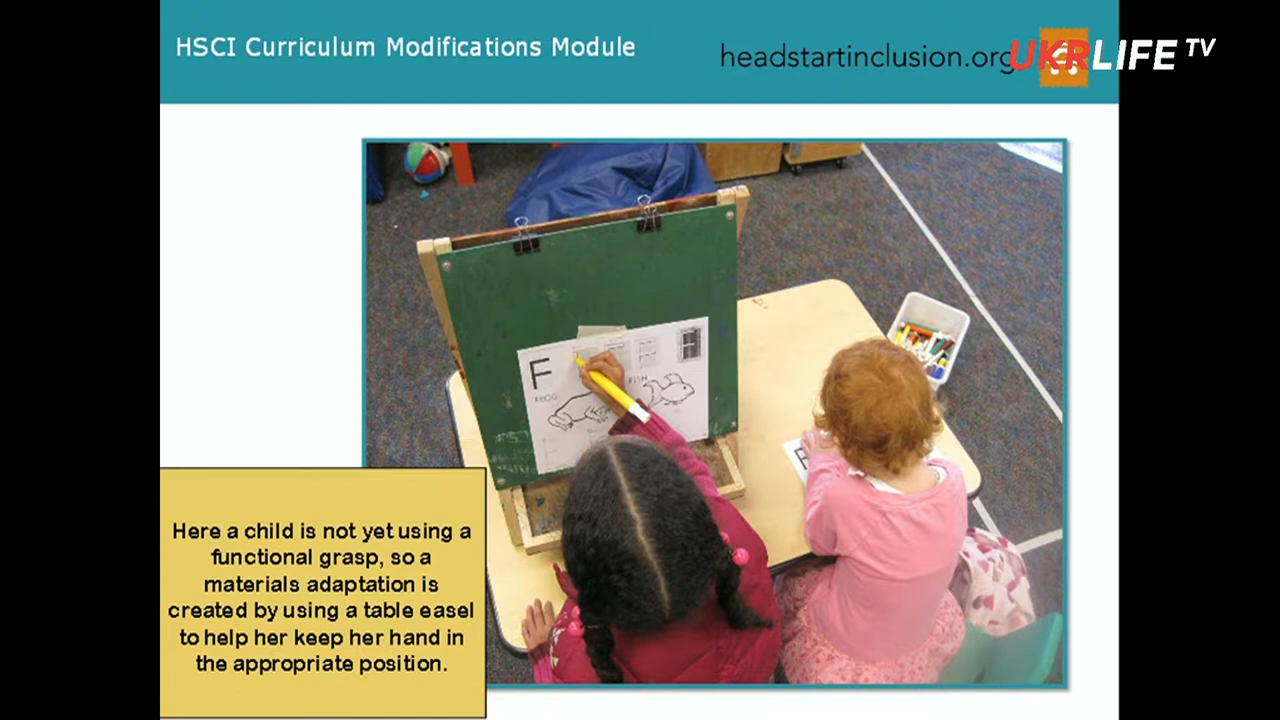 HSCI Curriculum Modifications Module
headstartinclusion.org
UKRLIFE TV
F
FROG
FISH
Here a child is not yet using a
functional grasp, so a
materials adaptation is
created by using a table easel
to help her keep her hand in
the appropriate position.